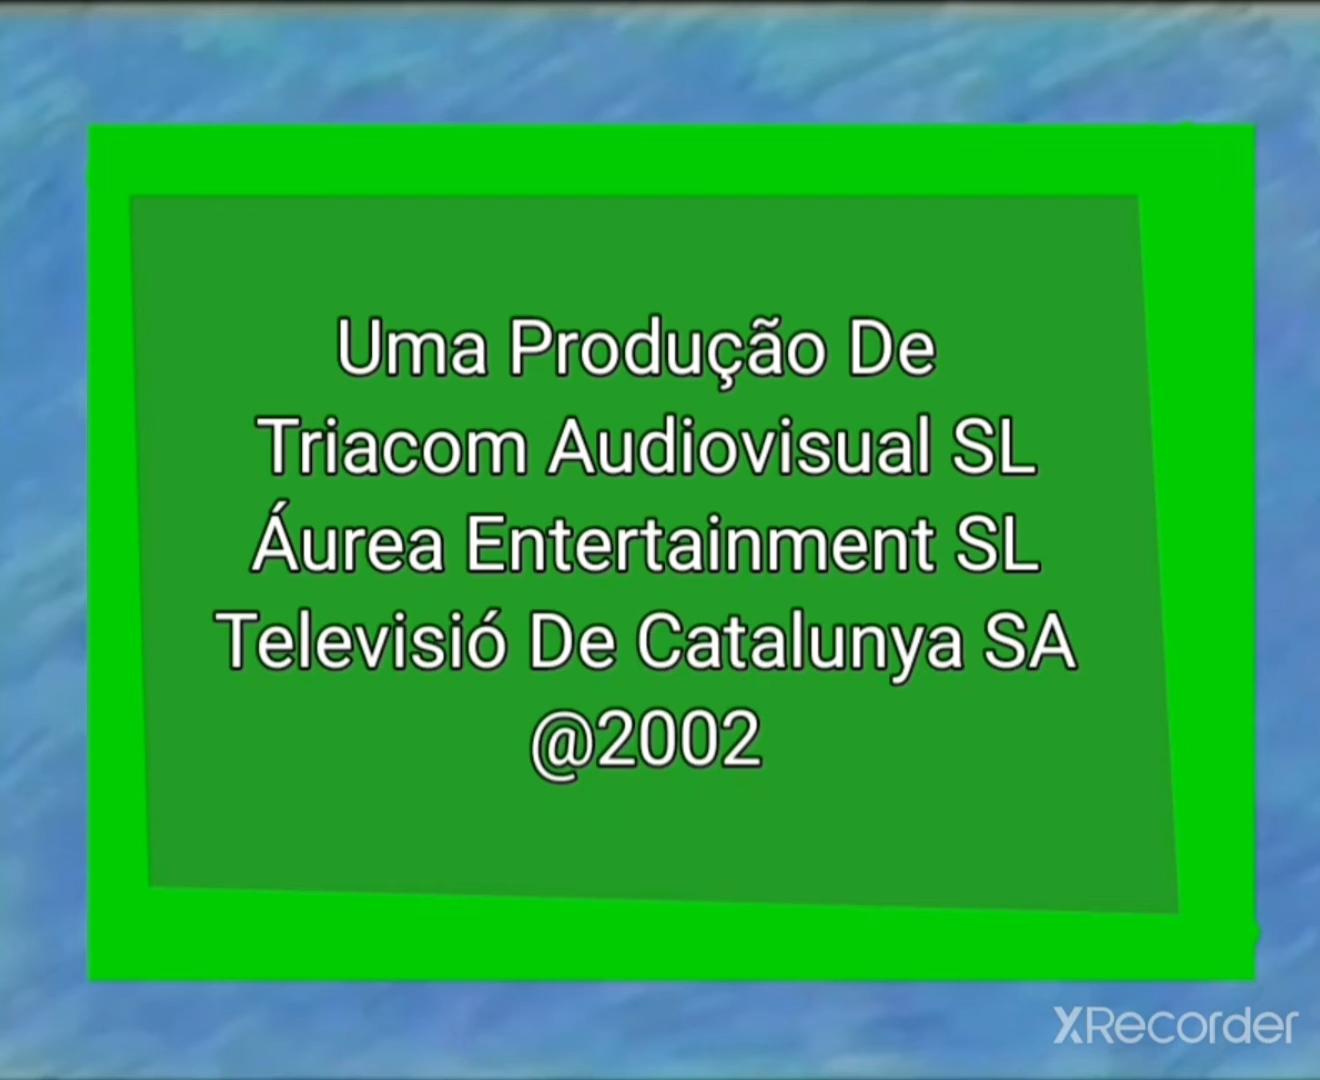 Uma Produção De
Triacom Audiovisual SL
Áurea Entertainment SL
Televisió De Catalunya SA
@2002
XRecorder